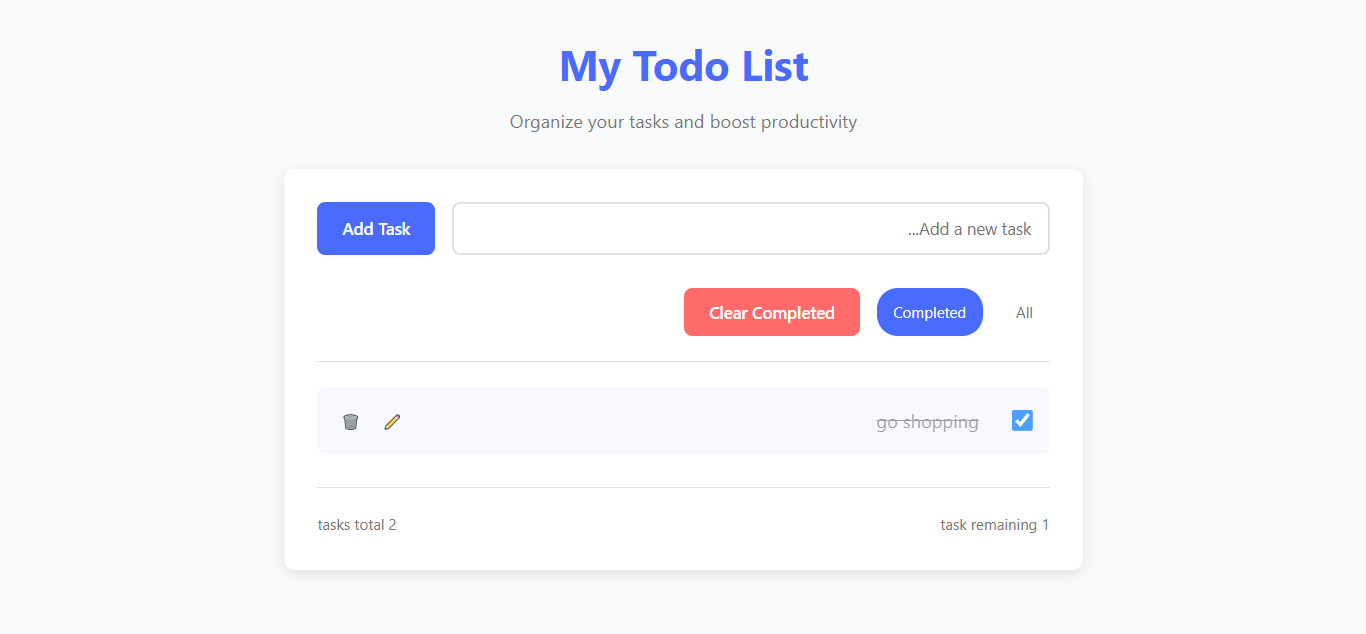 My Todo List
Organize your tasks and boost productivity
Add Task
...Add a new task
Clear Completed
Completed
All
go shopping
tasks total 2
task remaining 1